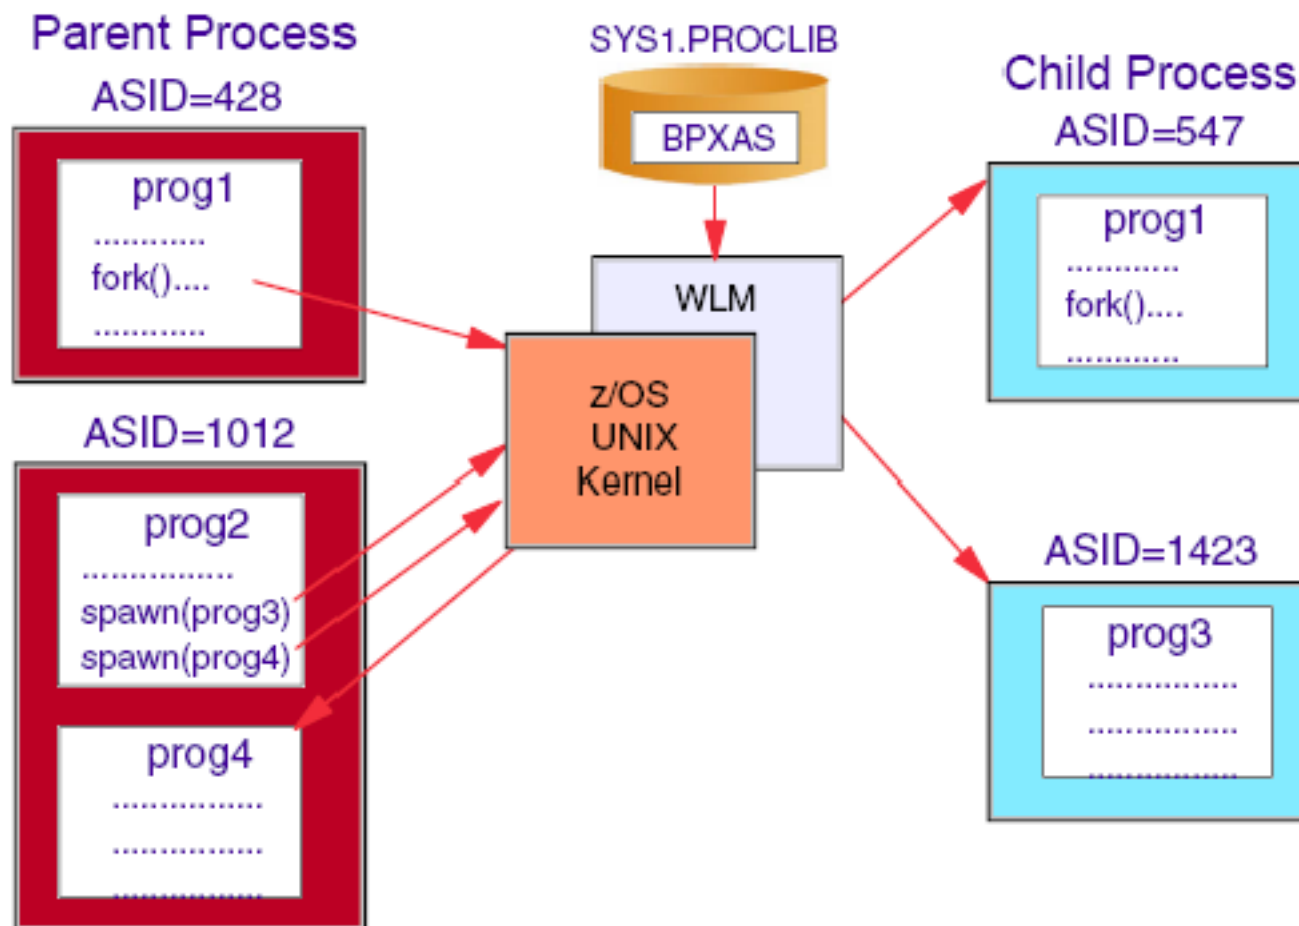 Parent Process
ASID=428
prog1
............
fork()....
............
ASID=1012
prog2
................
spawn(prog3)
spawn(prog4)
prog4
................
................
................
SYS1.PROCLIB
BPXAS
WLM
z/OS
UNIX
Kernel
Child Process
ASID=547
prog1
............
fork()....
............
ASID=1423
prog3
................
................
................